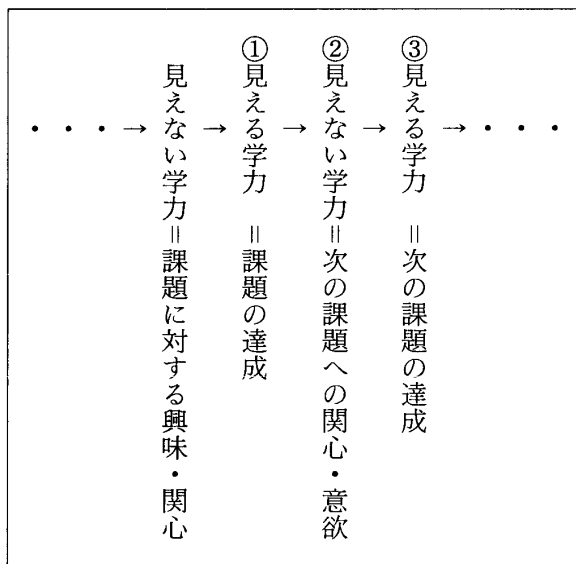 ・・・→見えない学力＝課題に対する興味・関心
→①見える学力　＝課題の達成
→②見えない学力＝次の課題への関心・意欲
→③見える学力　＝次の課題の達成
→・・・